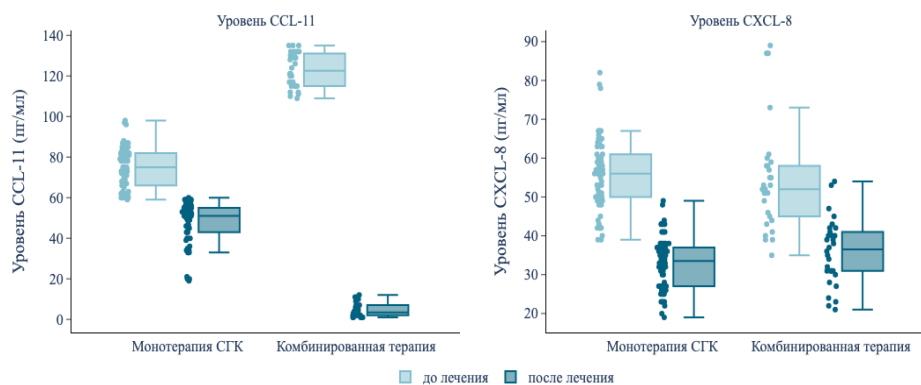 Уровень CCL-11
Уровень CCL-11 (пг/мл)
140
120
100
80
60
40
20
0
Монотерапия СГК
Комбинированная терапия
Уровень CXCL-8
Уровень CXCL-8 (пг/мл)
90
80
70
60
50
40
30
20
Монотерапия СГК
Комбинированная терапия
до лечения
после лечения